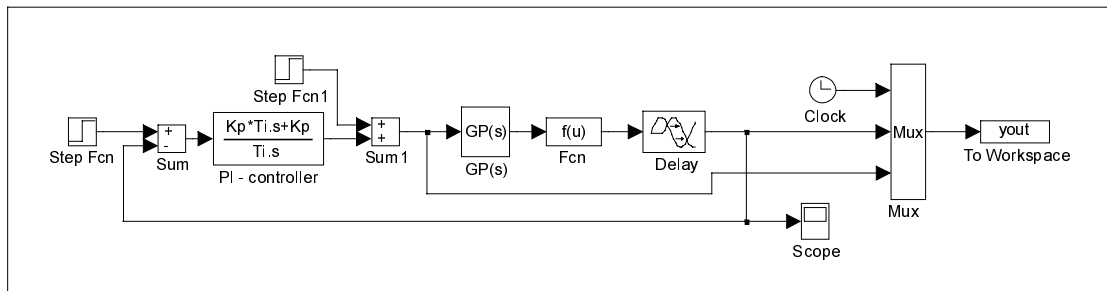 Step Fcn
+
-
Sum
Kp*Ti.s+Kp
Ti.s
PI - controller
Step Fcn1
+
+
Sum1
GP(s)
GP(s)
f(u)
Fcn
Delay
Clock
Mux
Mux
yout
To Workspace
Scope